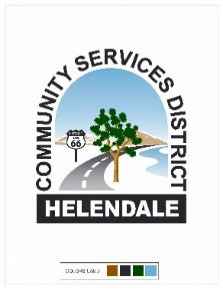 COMMUNITY SERVICES DISTRICT
66
HELENDALE